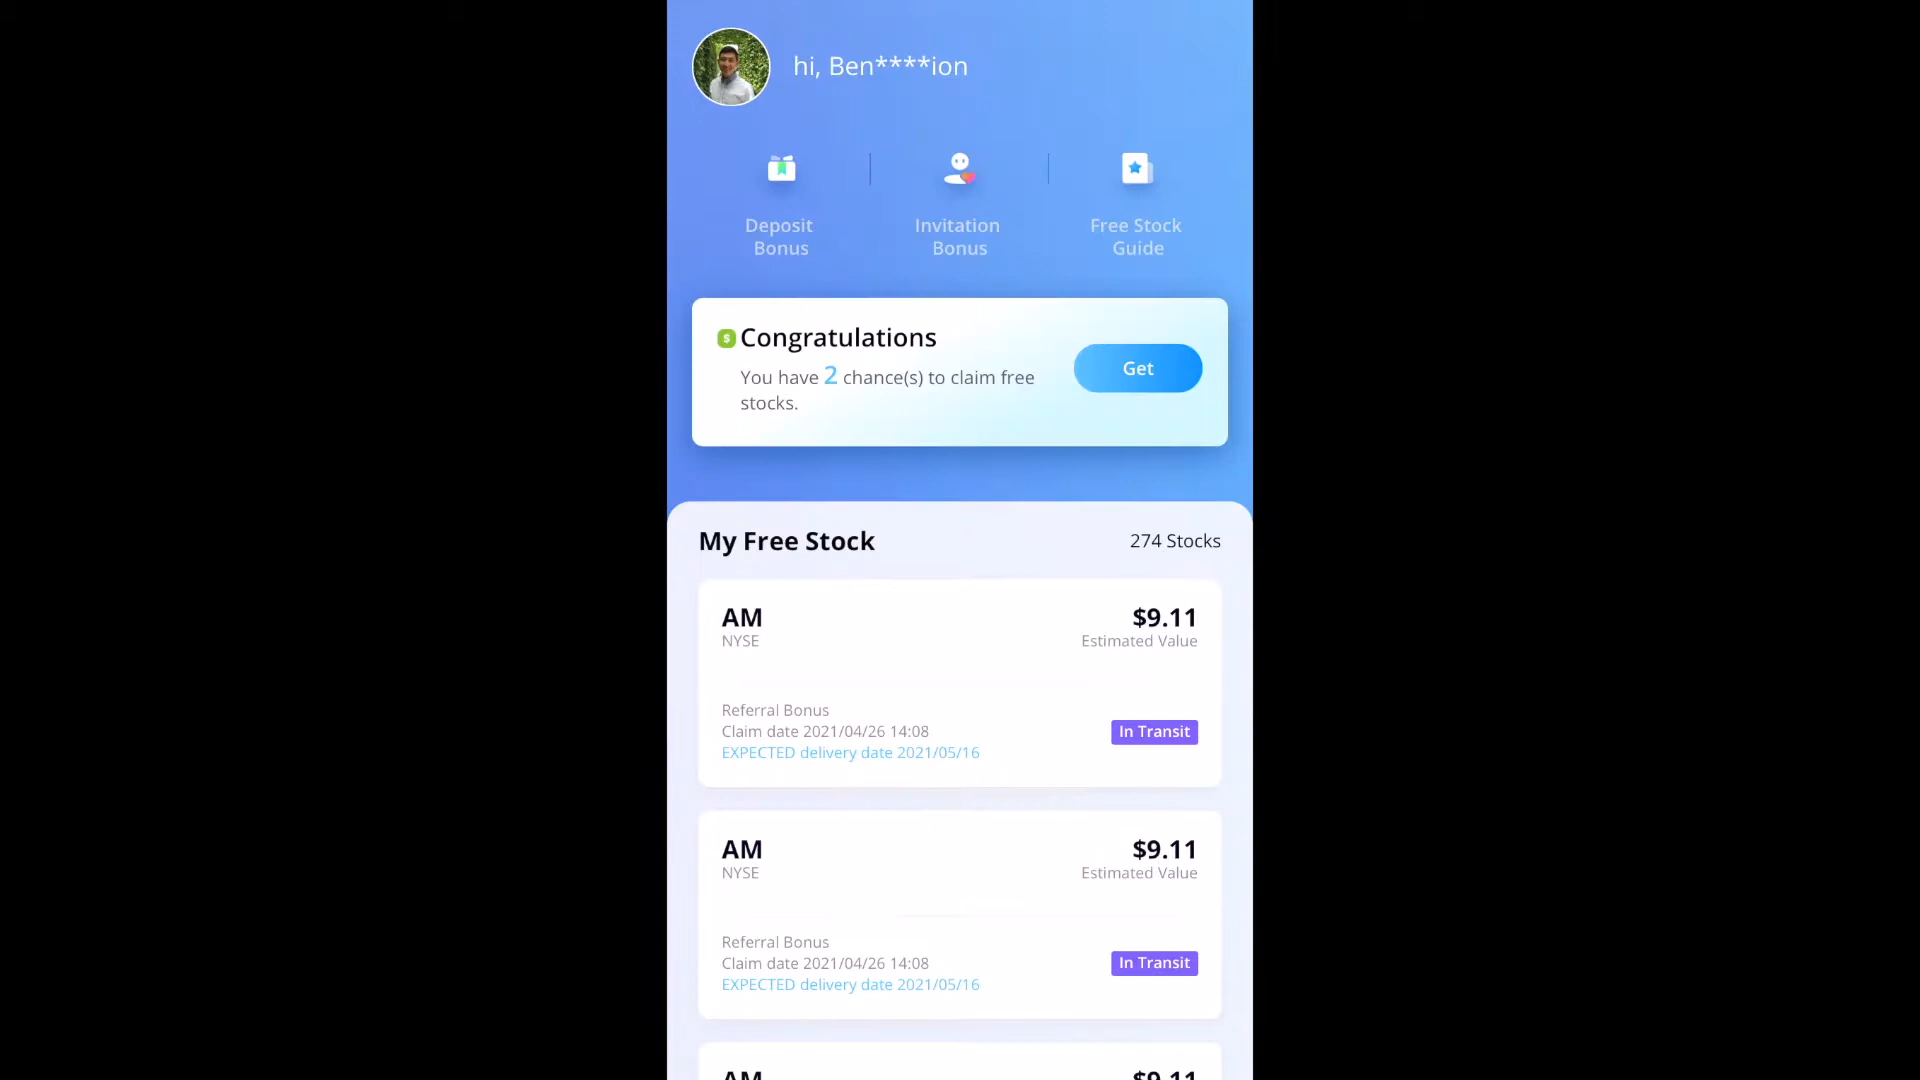 hi, Ben****ion
Deposit
Bonus
Invitation
Bonus
Free Stock
Guide
$ Congratulations
You have 2 chance(s) to claim free
stocks.
Get
My Free Stock
274 Stocks
AM
$9.11
NYSE
Estimated Value
Referral Bonus
Claim date 2021/04/26 14:08
EXPECTED delivery date 2021/05/16
In Transit
AM
$9.11
NYSE
Estimated Value
Referral Bonus
Claim date 2021/04/26 14:08
EXPECTED delivery date 2021/05/16
In Transit
AM
$9.11